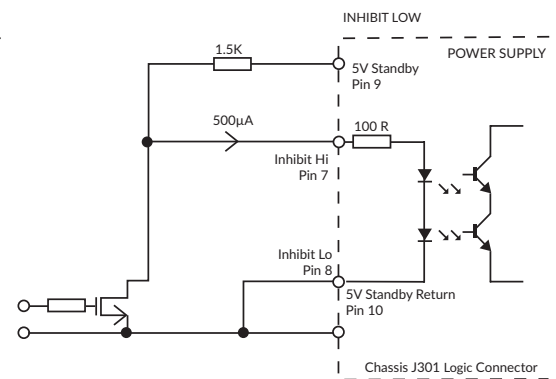 INHIBIT LOW
POWER SUPPLY
1.5K
5V Standby
Pin 9
500µA
100 R
Inhibit Hi
Pin 7
Inhibit Lo
Pin 8
5V Standby Return
Pin 10
Chassis J301 Logic Connector